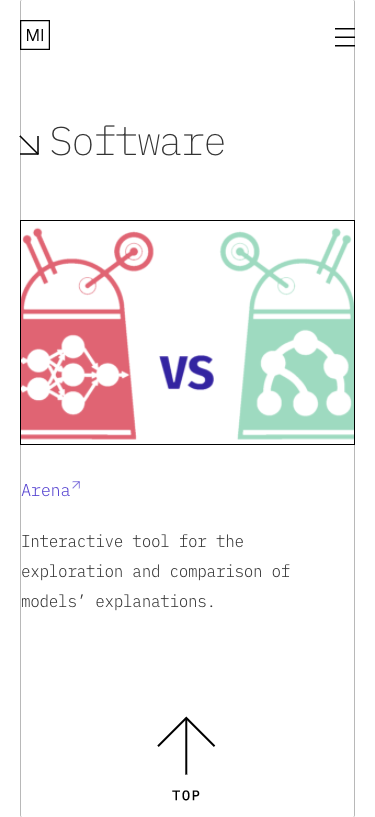 MI
Software
VS
Arena
Interactive tool for the
exploration and comparison of
models’ explanations.
TOP